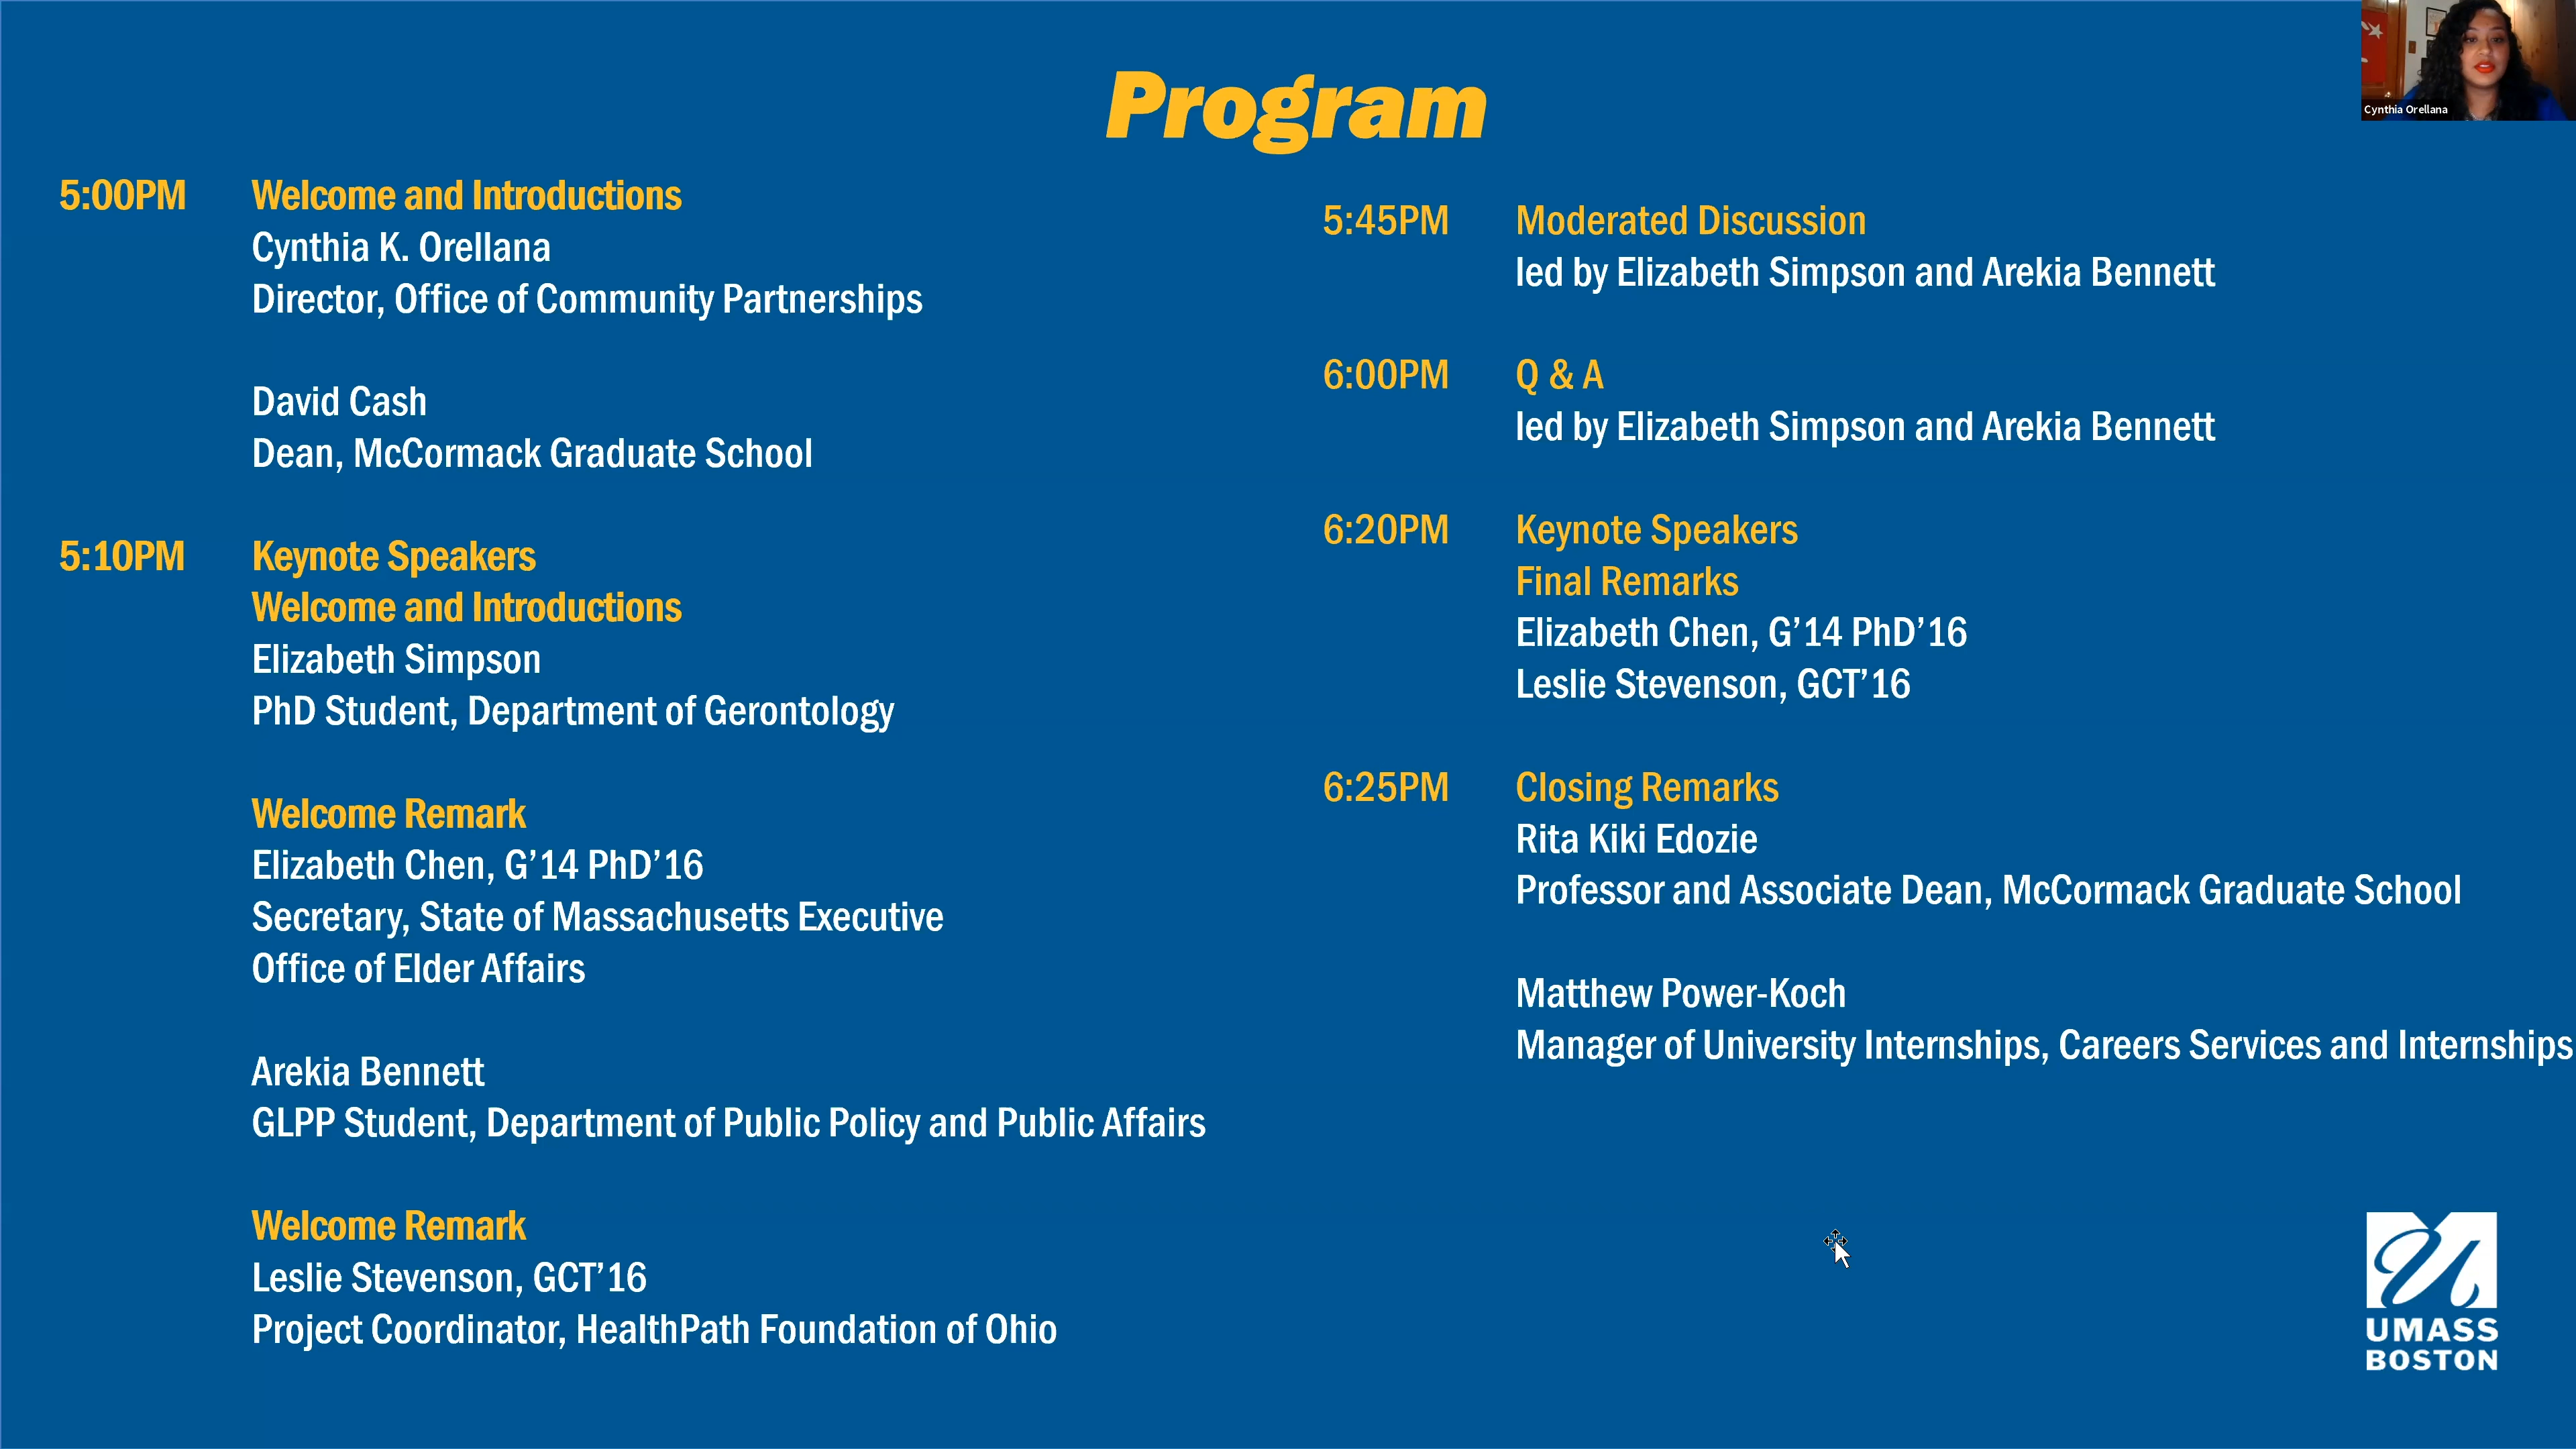 Program
Cynthia Orellana
5:00PM Welcome and Introductions
Cynthia K. Orellana
Director, Office of Community Partnerships
David Cash
Dean, McCormack Graduate School
5:10PM Keynote Speakers
Welcome and Introductions
Elizabeth Simpson
PhD Student, Department of Gerontology
Welcome Remark
Elizabeth Chen, G’14 PhD’16
Secretary, State of Massachusetts Executive
Office of Elder Affairs
Arekia Bennett
GLPP Student, Department of Public Policy and Public Affairs
Welcome Remark
Leslie Stevenson, GCT’16
Project Coordinator, HealthPath Foundation of Ohio
5:45PM Moderated Discussion
led by Elizabeth Simpson and Arekia Bennett
6:00PM Q & A
led by Elizabeth Simpson and Arekia Bennett
6:20PM Keynote Speakers
Final Remarks
Elizabeth Chen, G’14 PhD’16
Leslie Stevenson, GCT’16
6:25PM Closing Remarks
Rita Kiki Edozie
Professor and Associate Dean, McCormack Graduate School
Matthew Power-Koch
Manager of University Internships, Careers Services and Internships
UMASS
BOSTON